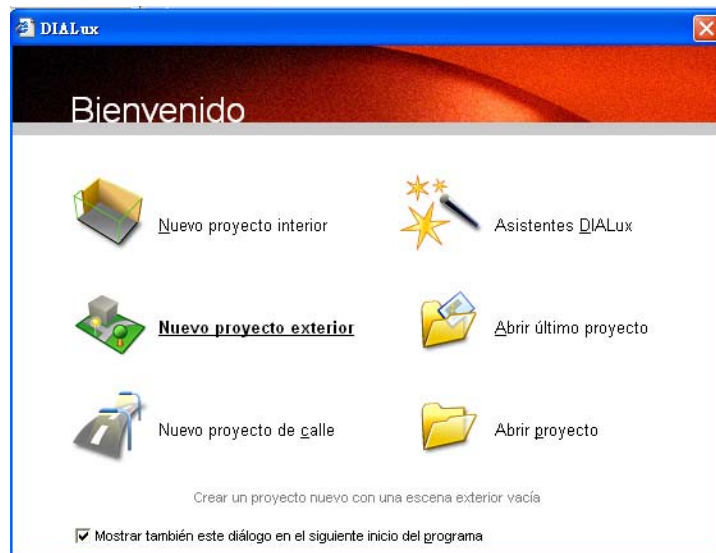 DIALux
Bienvenido
Nuevo proyecto interior
Asistentes DIALux
Nuevo proyecto exterior
Abrir último proyecto
Nuevo proyecto de calle
Abrir proyecto
Crear un proyecto nuevo con una escena exterior vacía
Mostrar también este diálogo en el siguiente inicio del programa